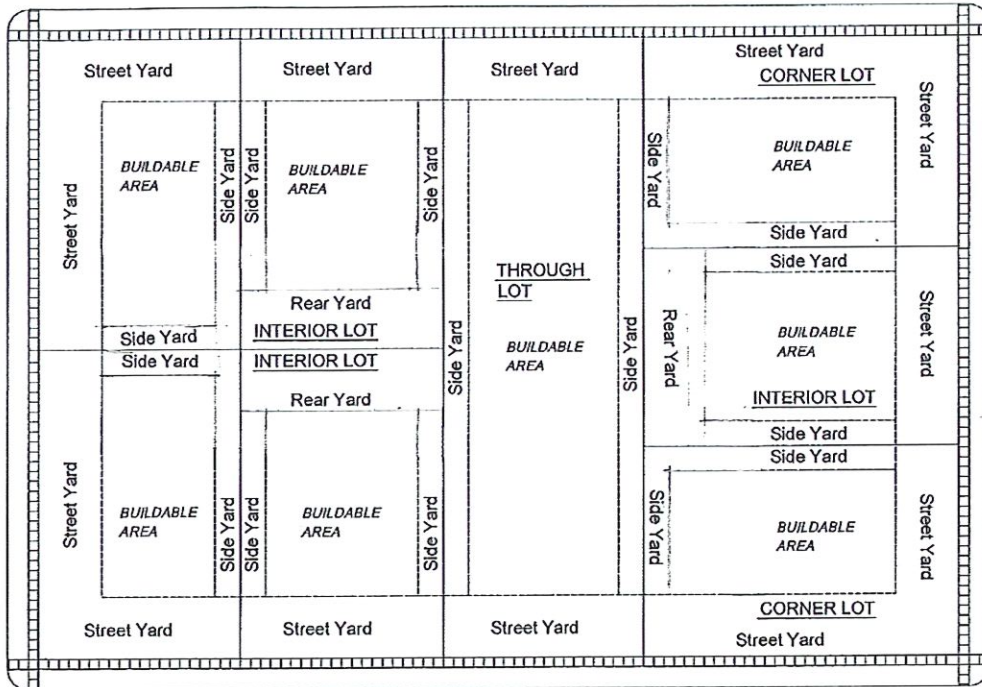 Street Yard
Street Yard
Street Yard
Street Yard
CORNER LOT
Street Yard
BUILDABLE
AREA
Side Yard
Side Yard
BUILDABLE
AREA
Side Yard
Side Yard
BUILDABLE
AREA
Street Yard
Side Yard
Side Yard
THROUGH
LOT
Rear Yard
INTERIOR LOT
Side Yard
Side Yard
INTERIOR LOT
Rear Yard
Side Yard
BUILDABLE
AREA
Side Yard
Rear Yard
BUILDABLE
AREA
Street Yard
INTERIOR LOT
Side Yard
Side Yard
Street Yard
BUILDABLE
AREA
Side Yard
Side Yard
BUILDABLE
AREA
Side Yard
Side Yard
BUILDABLE
AREA
Street Yard
CORNER LOT
Street Yard
Street Yard
Street Yard
Street Yard